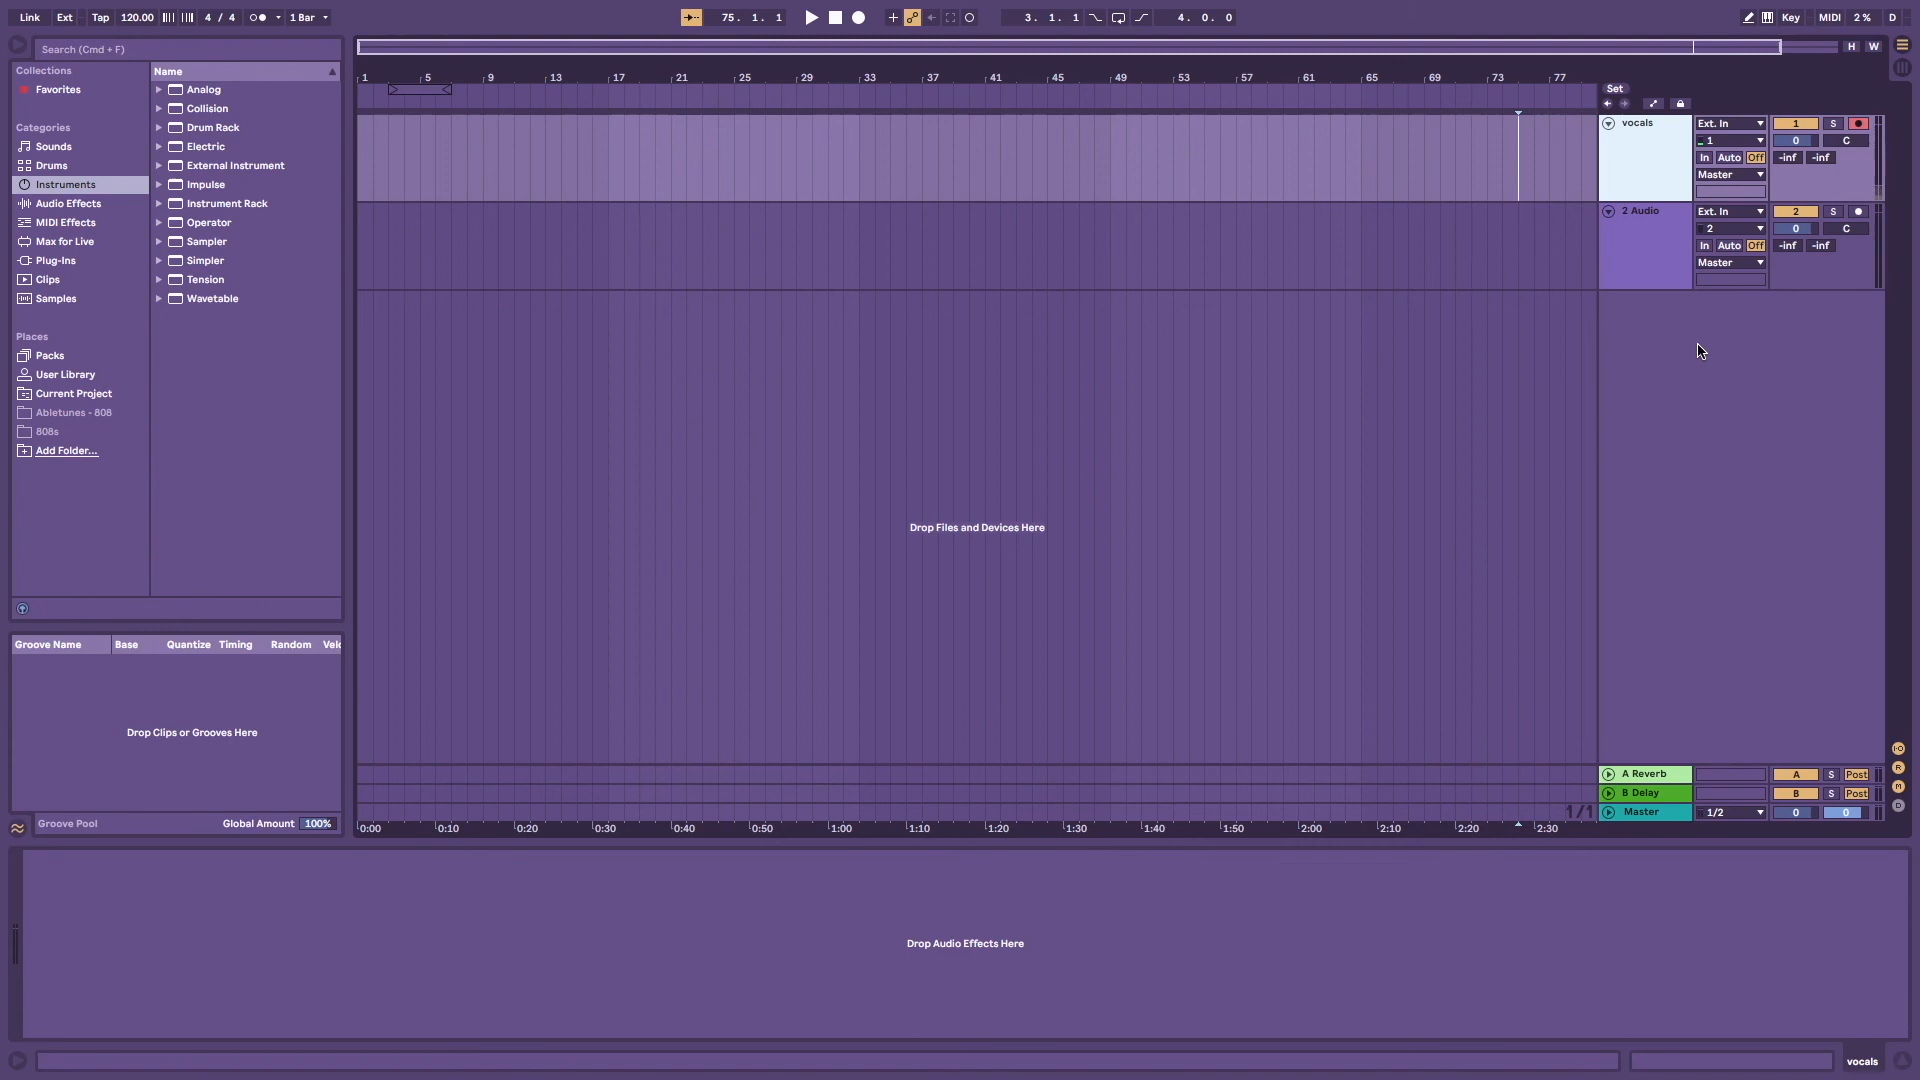 Link Ext Tap 120.00 4 / 4 1 Bar 75. 1. 1 3. 1. 1 4. 0. 0 Key MIDI 2 % D
Search (Cmd + F)
H W
Collections
Favorites
Categories
Sounds
Drums
Instruments
Audio Effects
MIDI Effects
Max for Live
Plug-Ins
Clips
Samples
Places
Packs
User Library
Current Project
Abletunes - 808
808s
Add Folder...
Name
Analog
Collision
Drum Rack
Electric
External Instrument
Impulse
Instrument Rack
Operator
Sampler
Simpler
Tension
Wavetable
Groove Name Base Quantize Timing Random Velo
Drop Clips or Grooves Here
Groove Pool Global Amount 100%
1 5 9 13 17 21 25 29 33 37 41 45 49 53 57 61 65 69 73 77
Set
vocals Ext. In 1 S
1 0 C
In Auto Off -inf -inf
Master
2 Audio Ext. In 2 S
2 0 C
In Auto Off -inf -inf
Master
Drop Files and Devices Here
I·O
R
M
D
A Reverb A S Post
B Delay B S Post
1/1 Master 1/2 0 0
0:00 0:10 0:20 0:30 0:40 0:50 1:00 1:10 1:20 1:30 1:40 1:50 2:00 2:10 2:20 2:30
Drop Audio Effects Here
vocals